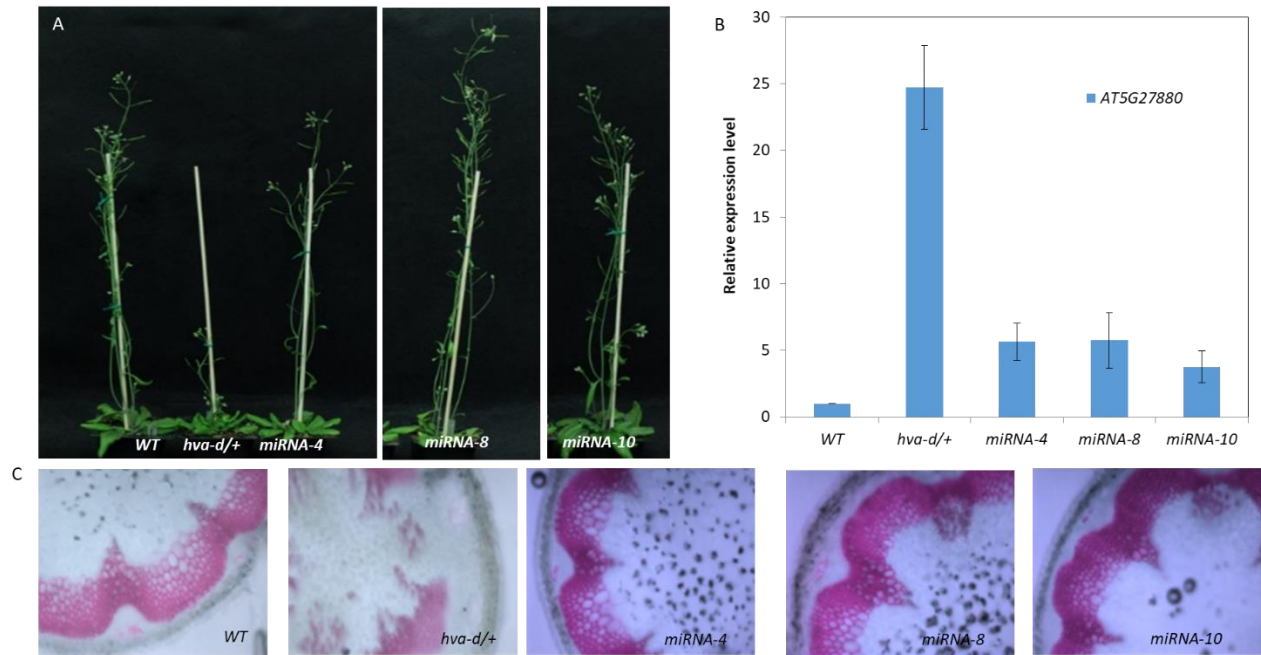 A
WT hva-d/+ miRNA-4
miRNA-8
miRNA-10
B
Relative expression level
30
25
20
15
10
5
0
AT5G27880
WT hva-d/+ miRNA-4 miRNA-8 miRNA-10
C
WT
hva-d/+
miRNA-4
miRNA-8
miRNA-10